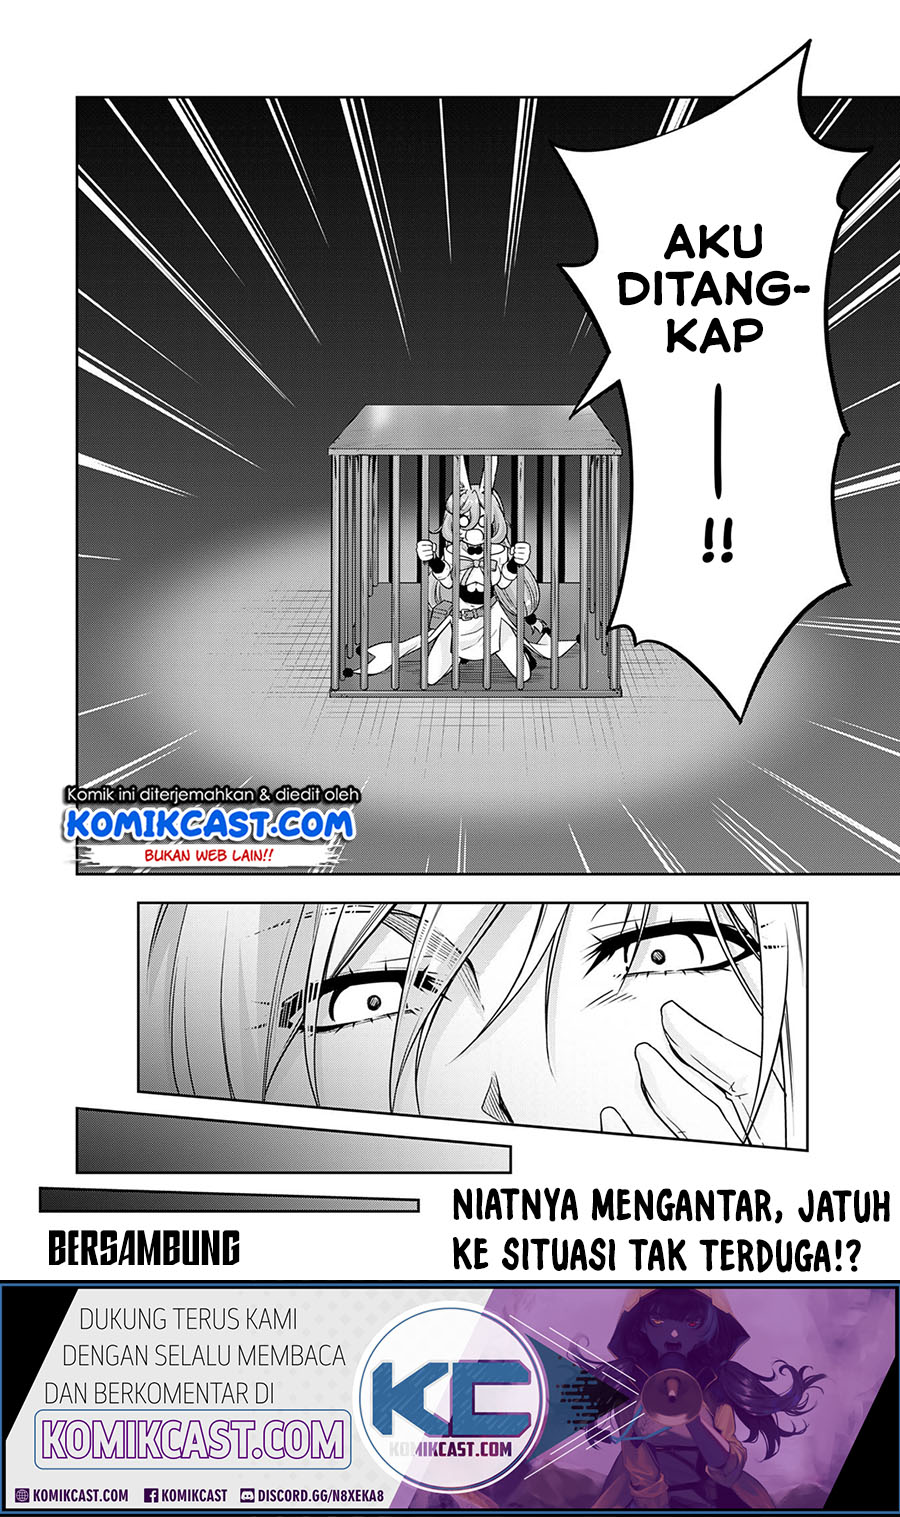 AKU
DITANG-
KAP
!!
Komik ini diterjemahkan & diedit oleh
KOMIKCAST.COM
BUKAN WEB LAIN!!
NIATNYA MENGANTAR, JATUH
KE SITUASI TAK TERDUGA!?
BERSAMBUNG
DUKUNG TERUS KAMI
DENGAN SELALU MEMBACA
DAN BERKOMENTAR DI
KOMIKCAST.COM
KC
KOMIKCAST.COM
KOMIKCAST.COM KOMIKCAST DISCORD.GG/N8XEKA8